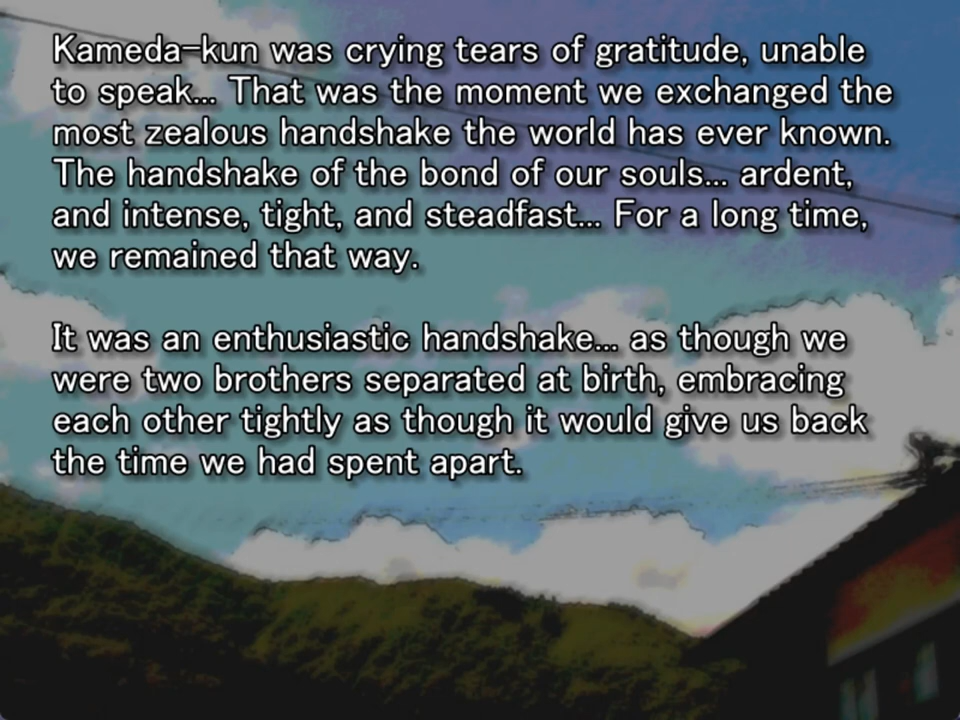 Kameda-kun was crying tears of gratitude, unable
to speak... That was the moment we exchanged the
most zealous handshake the world has ever known.
The handshake of the bond of our souls... ardent,
and intense, tight, and steadfast... For a long time,
we remained that way.
It was an enthusiastic handshake... as though we
were two brothers separated at birth, embracing
each other tightly as though it would give us back
the time we had spent apart.